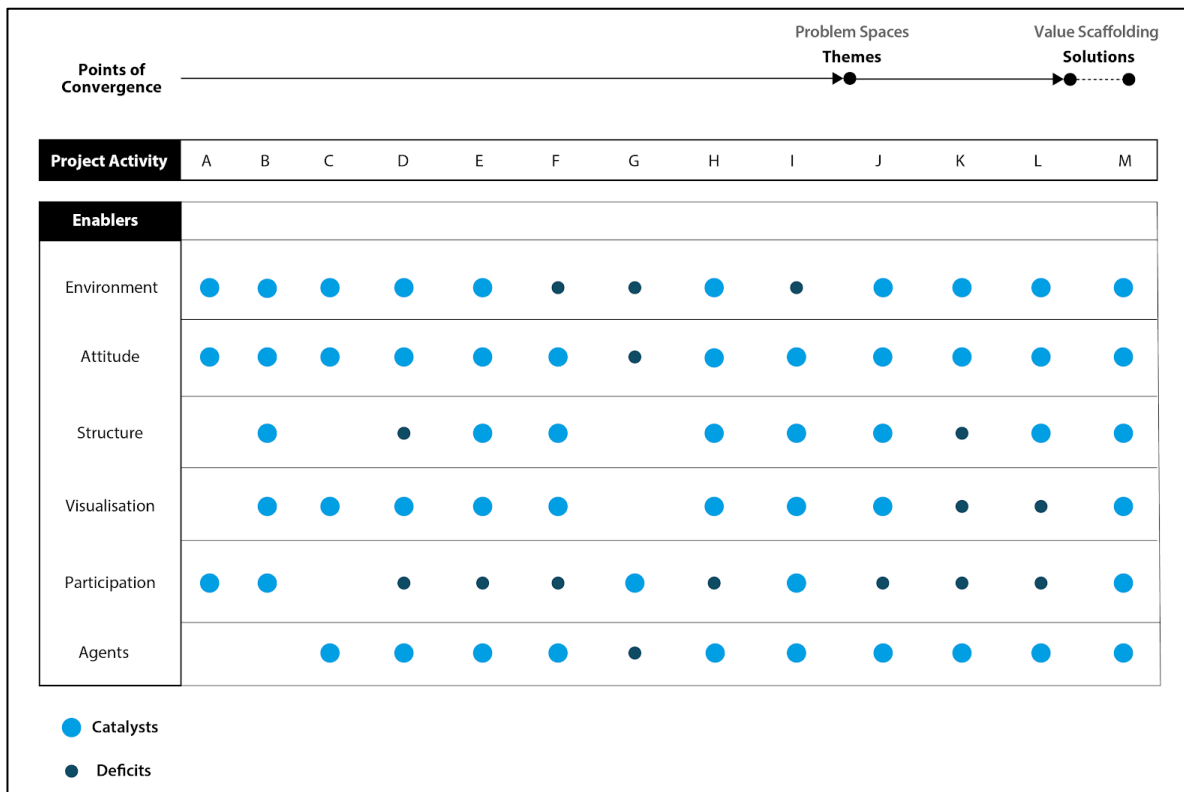 Problem Spaces
Value Scaffolding
Themes
Solutions
Points of
Convergence
Project Activity A B C D E F G H I J K L M
Enablers
Environment
Attitude
Structure
Visualisation
Participation
Agents
Catalysts
Deficits